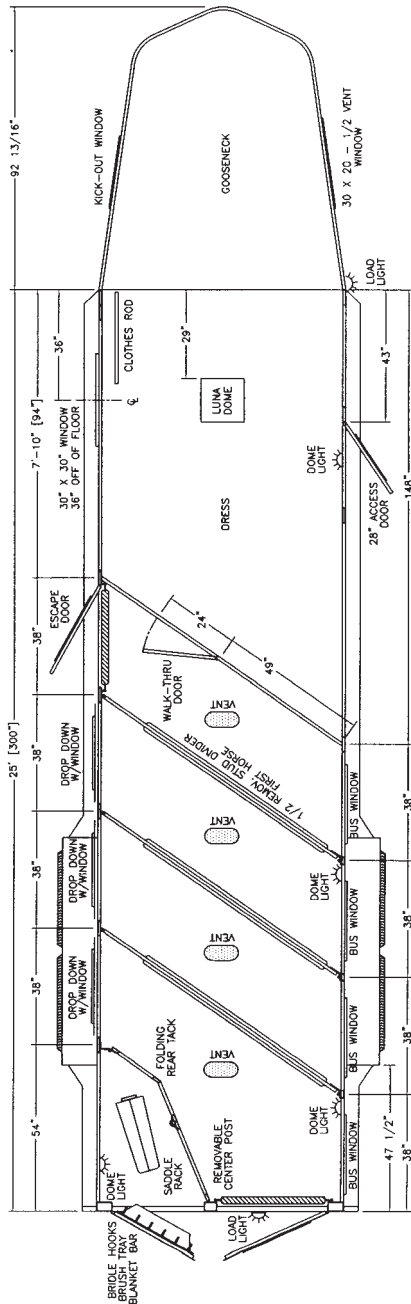 92 13/16"
25' [300"]
7'-10" [94"]
36"
38"
38"
38"
38"
54"
KICK-OUT WINDOW
GOOSENECK
30 X 20 - 1/2 VENT
WINDOW
LOAD
LIGHT
30" X 30" WINDOW
36" OFF OF FLOOR
CLOTHES ROD
29"
LUNA
DOME
43"
DOME
LIGHT
28" ACCESS
DOOR
DRESS
148"
ESCAPE
DOOR
24"
49"
WALK-THRU
DOOR
VENT
1/2 REMOV. STUD DIVIDER
FIRST HORSE
DROP DOWN
W/WINDOW
VENT
BUS WINDOW
DOME
LIGHT
38"
DROP DOWN
W/WINDOW
VENT
BUS WINDOW
38"
DROP DOWN
W/WINDOW
VENT
BUS WINDOW
DOME
LIGHT
38"
FOLDING
REAR TACK
SADDLE
RACK
REMOVABLE
CENTER POST
BUS WINDOW
47 1/2"
38"
DOME
LIGHT
LOAD
LIGHT
BRIDLE HOOKS
BRUSH TRAY
BLANKET BAR